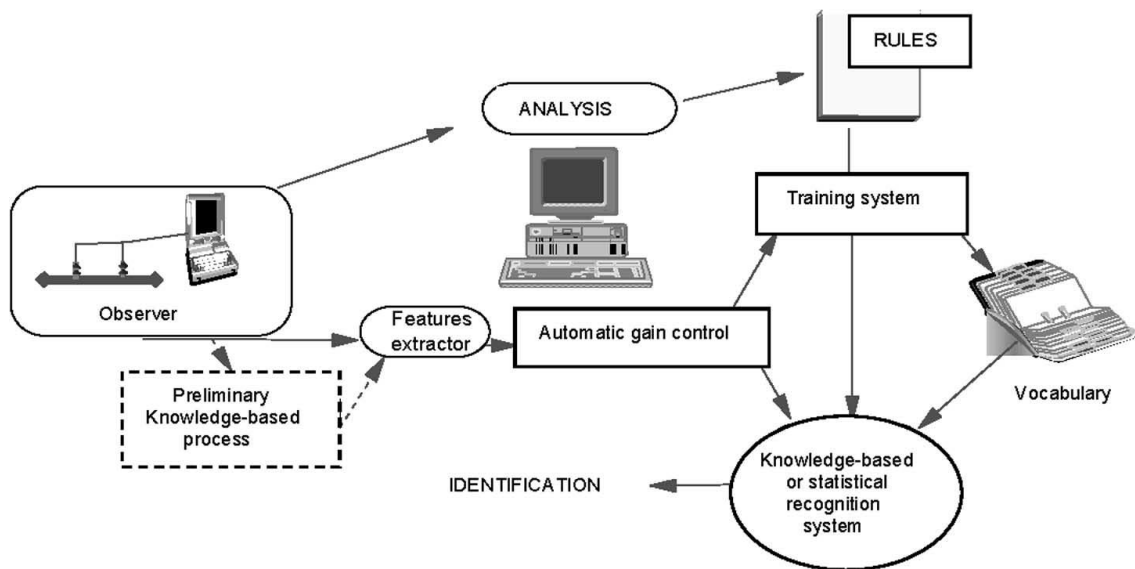 RULES
ANALYSIS
Training system
Observer
Features
extractor
Automatic gain control
Preliminary
Knowledge-based
process
Vocabulary
IDENTIFICATION
Knowledge-based
or statistical
recognition
system